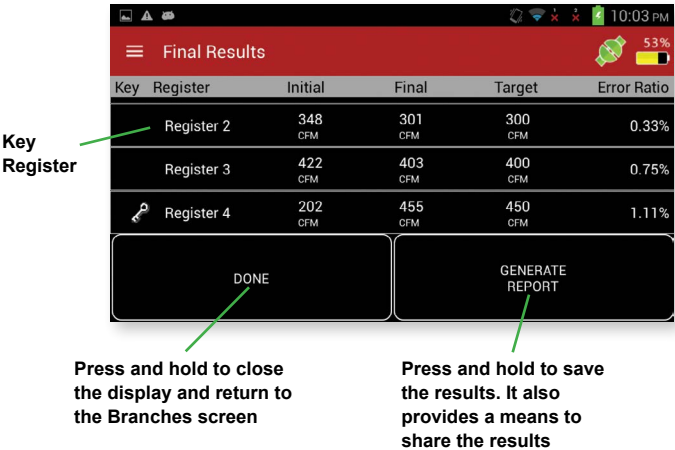 10:03 PM
Final Results
53%
Key Register Initial Final Target Error Ratio
Register 2 348 CFM 301 CFM 300 CFM 0.33%
Register 3 422 CFM 403 CFM 400 CFM 0.75%
Register 4 202 CFM 455 CFM 450 CFM 1.11%
Key
Register
DONE
GENERATE
REPORT
Press and hold to close
the display and return to
the Branches screen
Press and hold to save
the results. It also
provides a means to
share the results